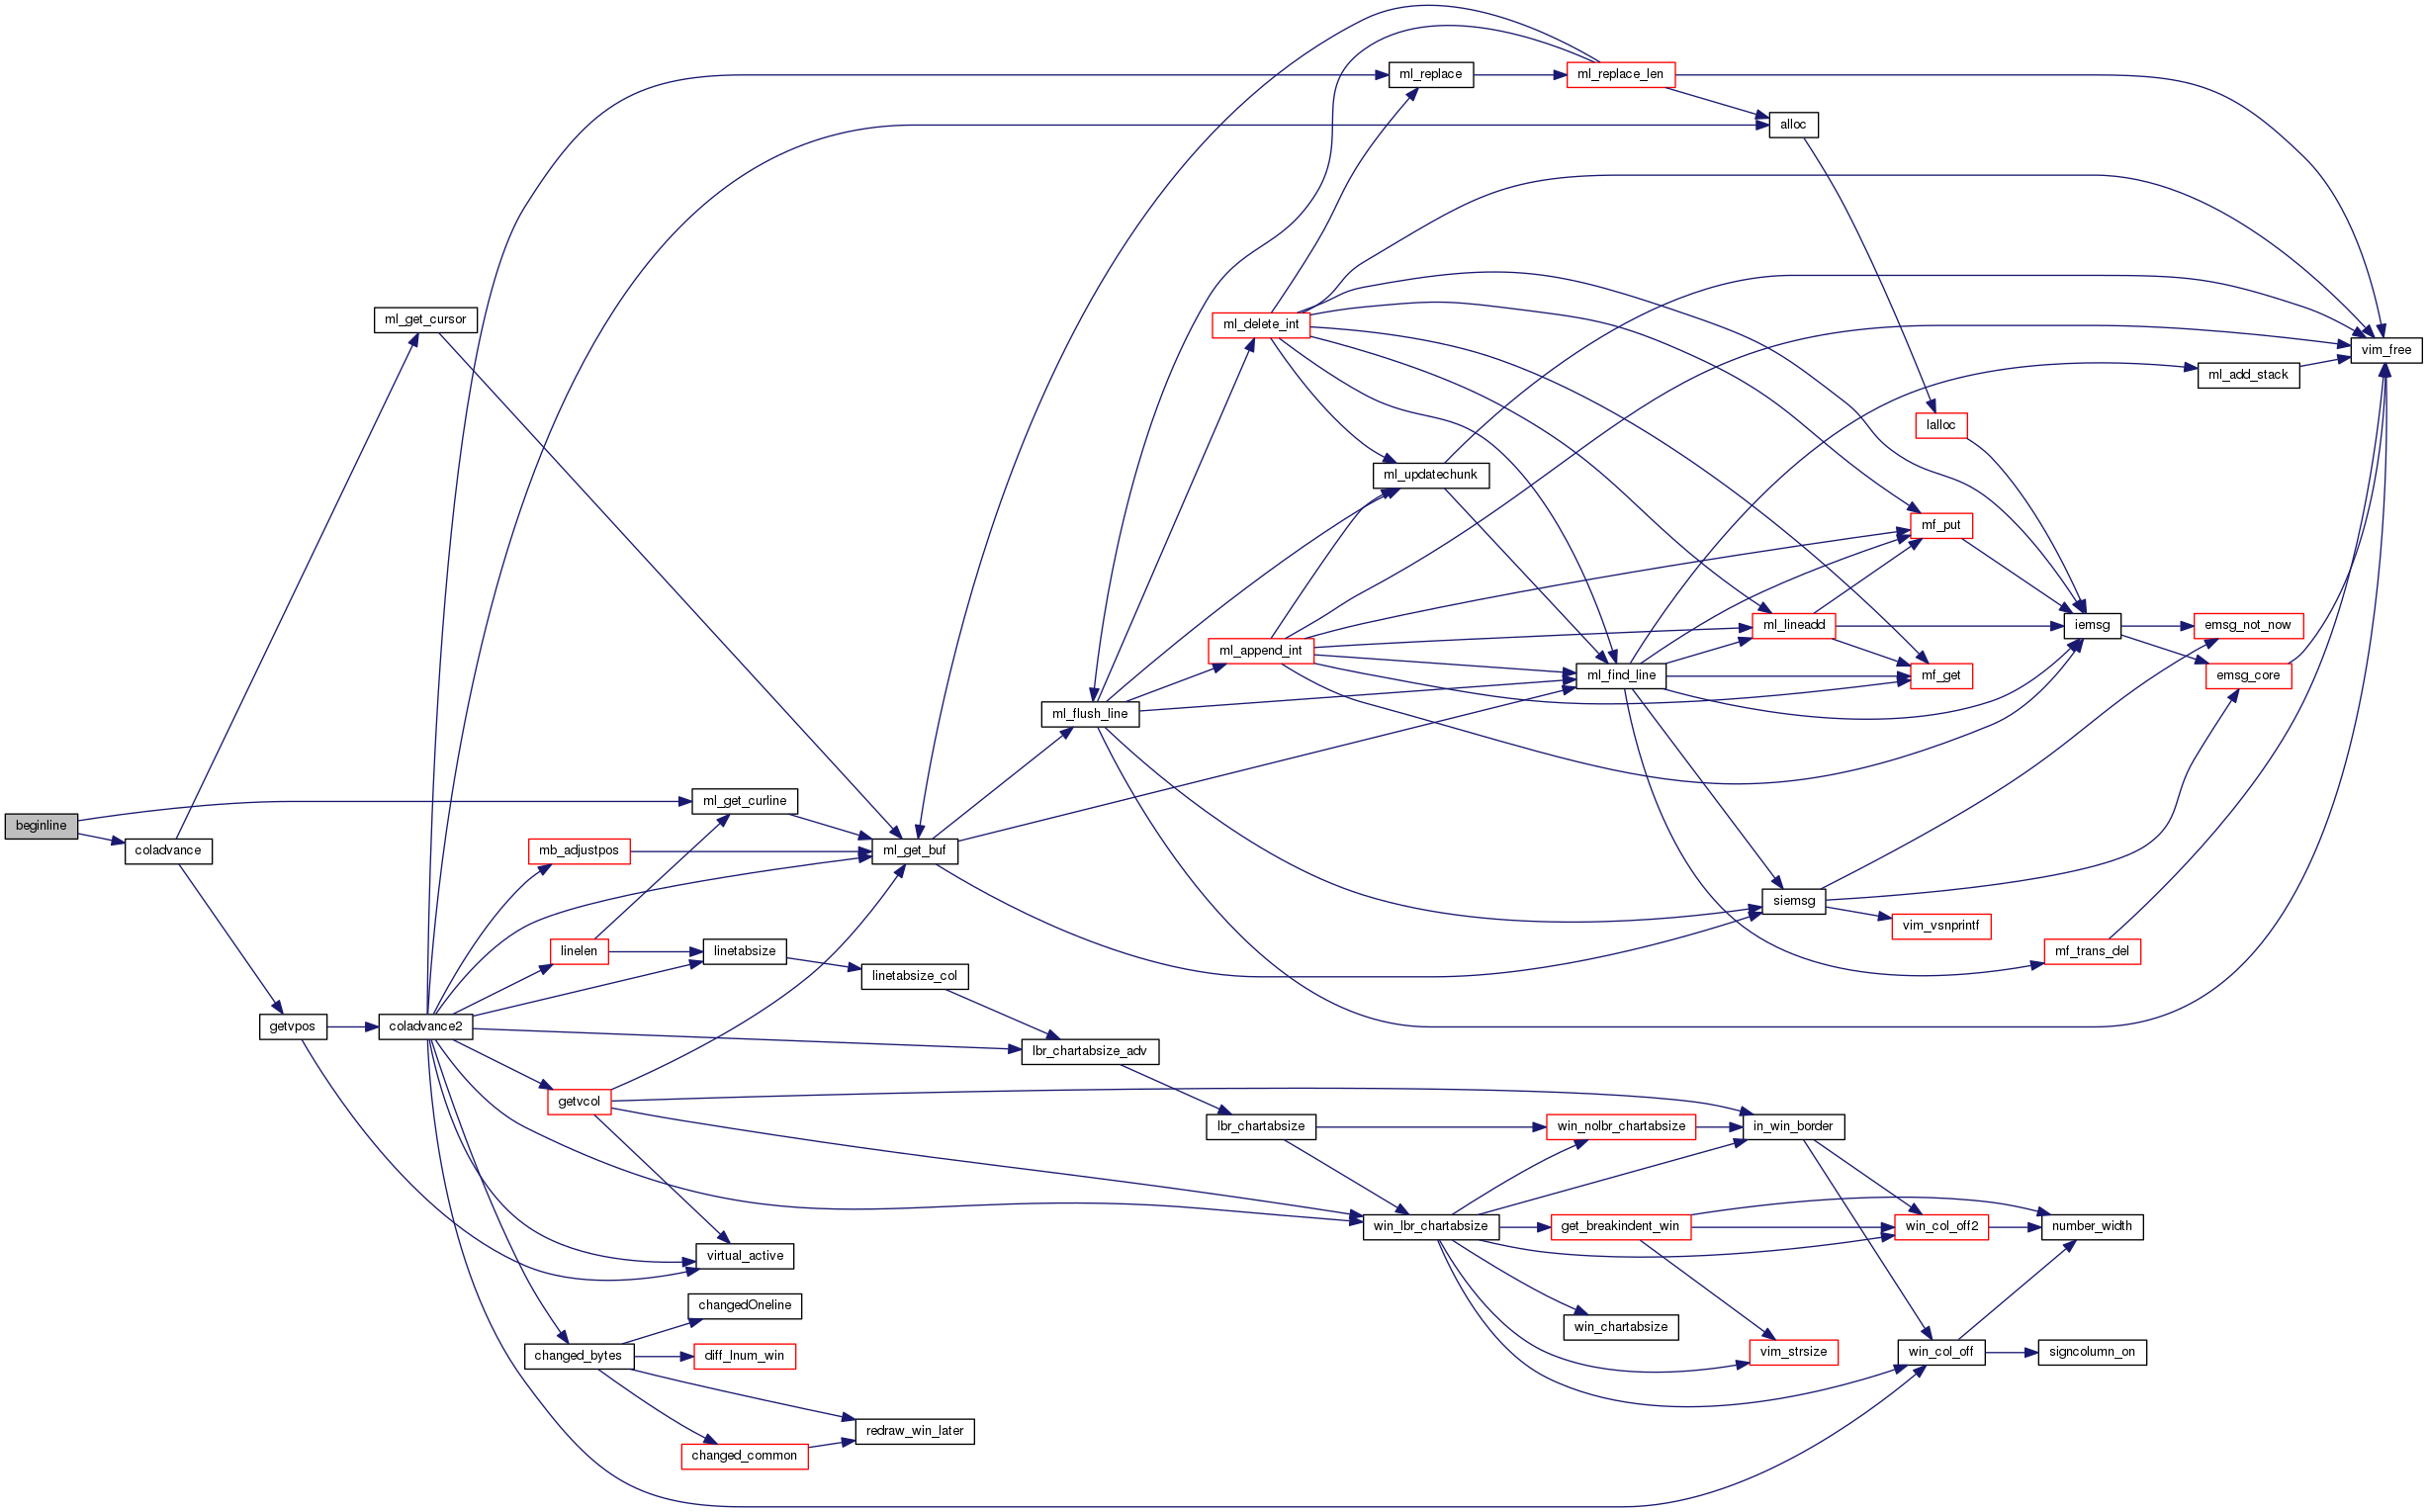 ml_replace
ml_replace_len
alloc
ml_get_cursor
ml_delete_int
vim_free
ml_add_stack
lalloc
ml_updatechunk
mf_put
ml_lineadd
iemsg
emsg_not_now
ml_append_int
ml_find_line
mf_get
emsg_core
ml_flush_line
ml_get_curline
beginline
coladvance
mb_adjustpos
ml_get_buf
siemsg
vim_vsnprintf
linelen
linetabsize
mf_trans_del
linetabsize_col
getvpos
coladvance2
lbr_chartabsize_adv
getvcol
lbr_chartabsize
win_nolbr_chartabsize
in_win_border
win_lbr_chartabsize
get_breakindent_win
win_col_off2
number_width
virtual_active
changedOneline
win_chartabsize
changed_bytes
diff_lnum_win
vim_strsize
win_col_off
signcolumn_on
redraw_win_later
changed_common